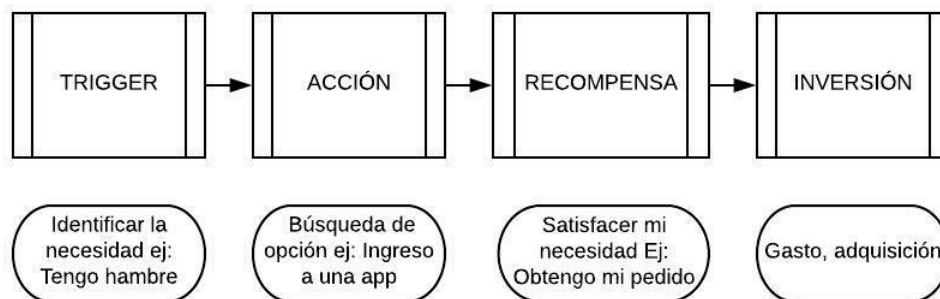 TRIGGER
ACCIÓN
RECOMPENSA
INVERSIÓN
Identificar la
necesidad ej:
Tengo hambre
Búsqueda de
opción ej: Ingreso
a una app
Satisfacer mi
necesidad Ej:
Obtengo mi pedido
Gasto, adquisición